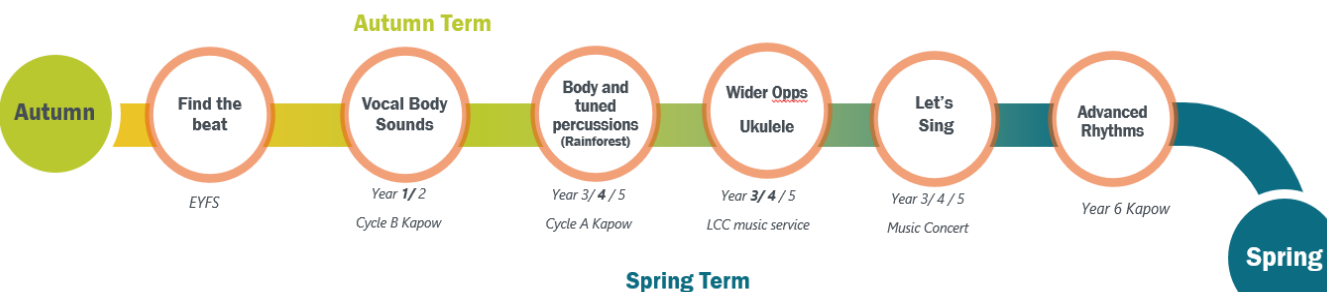 Autumn Term
Autumn
Find the
beat
EYFS
Vocal Body
Sounds
Year 1/ 2
Cycle B Kapow
Body and
tuned
percussions
(Rainforest)
Year 3/ 4 / 5
Cycle A Kapow
Wider Opps
Ukulele
Year 3/ 4 / 5
LCC music service
Let's
Sing
Year 3/ 4 / 5
Music Concert
Advanced
Rhythms
Year 6 Kapow
Spring
Spring Term